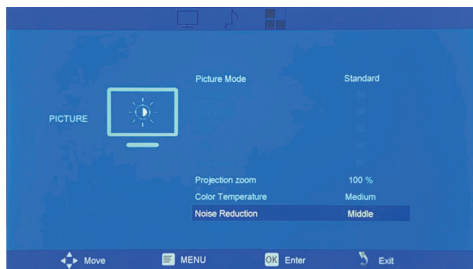 Picture Mode Standard
PICTURE
Projection zoom 100 %
Color Temperature Medium
Noise Reduction Middle
Move MENU OK Enter Exit